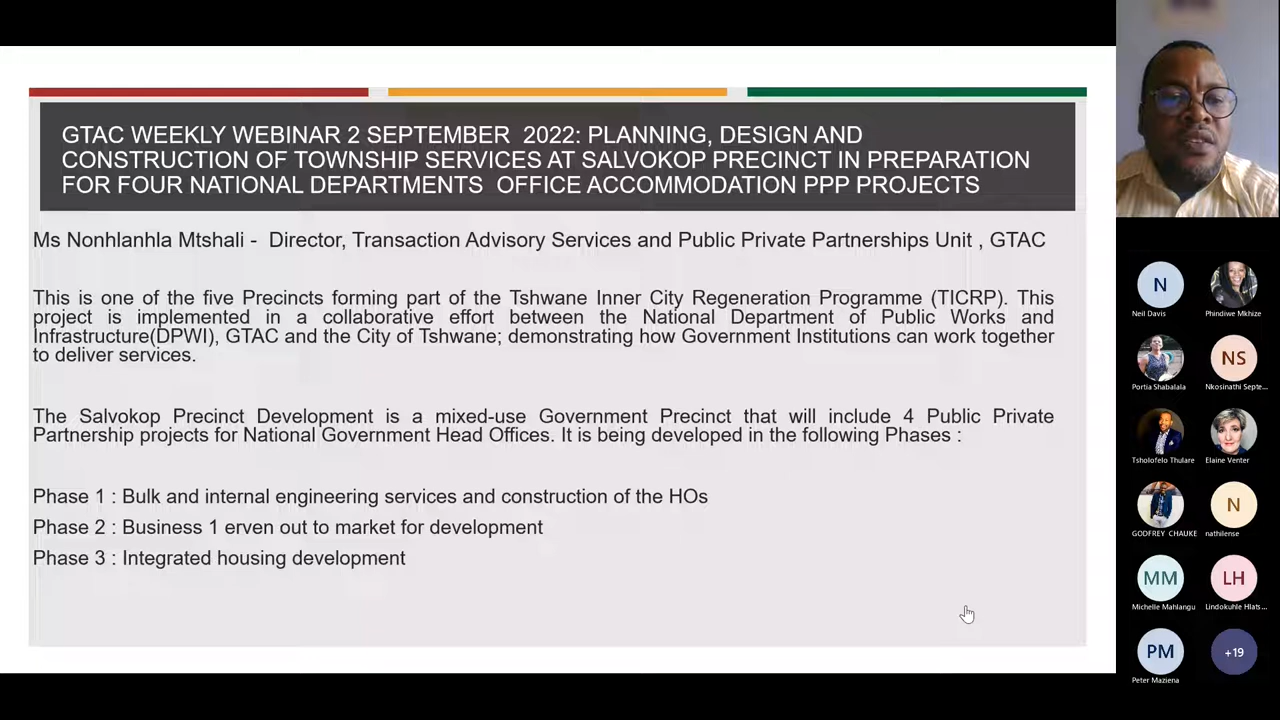 GTAC WEEKLY WEBINAR 2 SEPTEMBER 2022: PLANNING, DESIGN AND
CONSTRUCTION OF TOWNSHIP SERVICES AT SALVOKOP PRECINCT IN PREPARATION
FOR FOUR NATIONAL DEPARTMENTS OFFICE ACCOMMODATION PPP PROJECTS
Ms Nonhlanhla Mtshali - Director, Transaction Advisory Services and Public Private Partnerships Unit , GTAC
This is one of the five Precincts forming part of the Tshwane Inner City Regeneration Programme (TICRP). This
project is implemented in a collaborative effort between the National Department of Public Works and
Infrastructure(DPWI), GTAC and the City of Tshwane; demonstrating how Government Institutions can work together
to deliver services.
The Salvokop Precinct Development is a mixed-use Government Precinct that will include 4 Public Private
Partnership projects for National Government Head Offices. It is being developed in the following Phases :
Phase 1 : Bulk and internal engineering services and construction of the HOs
Phase 2 : Business 1 erven out to market for development
Phase 3 : Integrated housing development
N
Neil Davis
Phindiwe Mkhize
Portia Shabalala
NS
Nkosinathi Septe...
Tsholofelo Thulare
Elaine Venter
GODFREY CHAUKE
N
nathilense
MM
Michelle Mahlangu
LH
Lindokuhle Hlats...
PM
Peter Maziena
+19